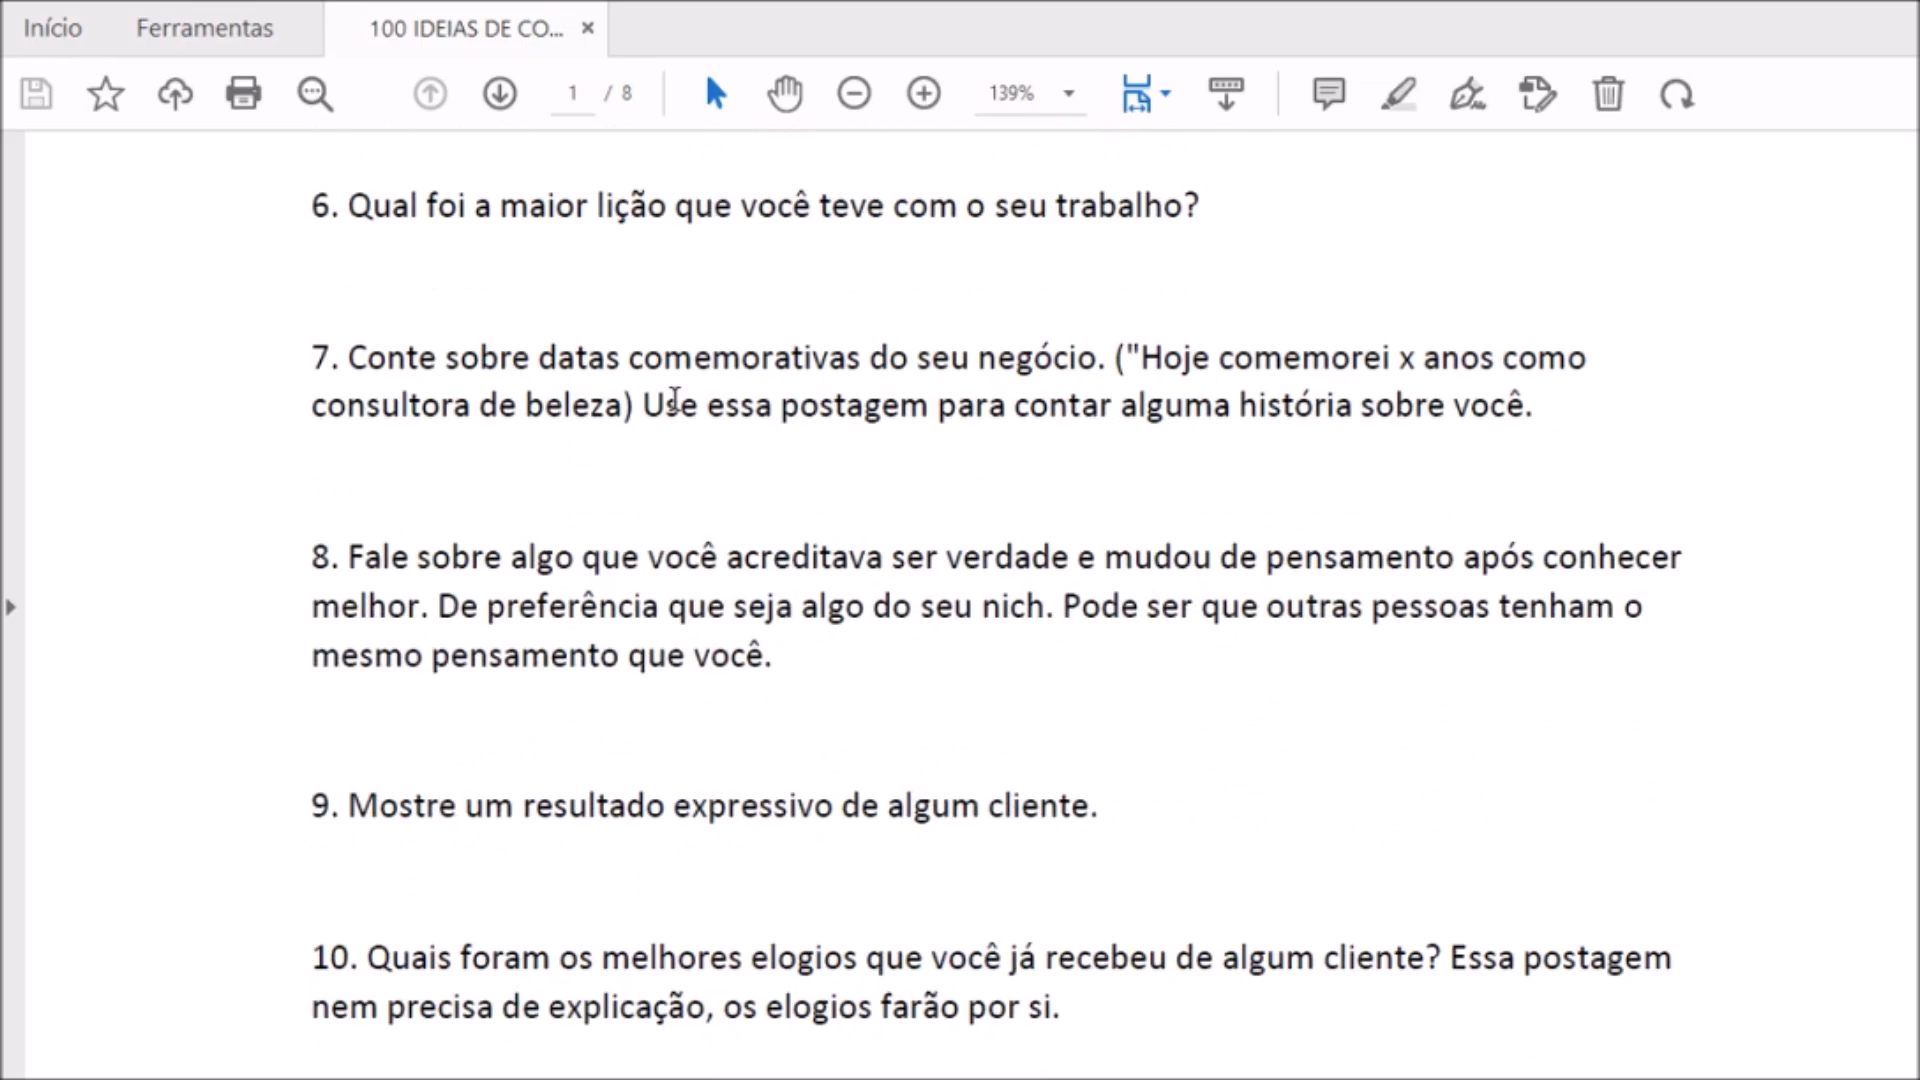 Início Ferramentas 100 IDEIAS DE CO...
1 / 8 139%
6. Qual foi a maior lição que você teve com o seu trabalho?
7. Conte sobre datas comemorativas do seu negócio. ("Hoje comemorei x anos como
consultora de beleza) Use essa postagem para contar alguma história sobre você.
8. Fale sobre algo que você acreditava ser verdade e mudou de pensamento após conhecer
melhor. De preferência que seja algo do seu nich. Pode ser que outras pessoas tenham o
mesmo pensamento que você.
9. Mostre um resultado expressivo de algum cliente.
10. Quais foram os melhores elogios que você já recebeu de algum cliente? Essa postagem
nem precisa de explicação, os elogios farão por si.